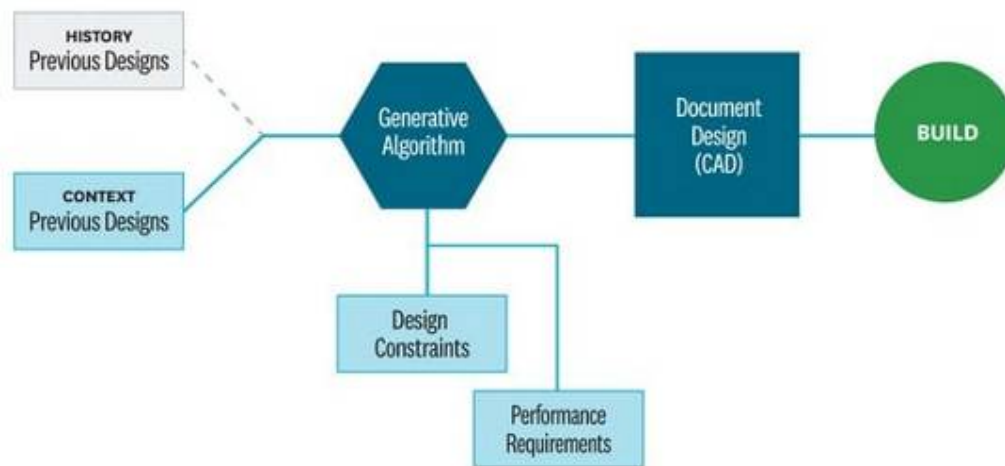 HISTORY
Previous Designs
CONTEXT
Previous Designs
Generative
Algorithm
Document
Design
(CAD)
BUILD
Design
Constraints
Performance
Requirements